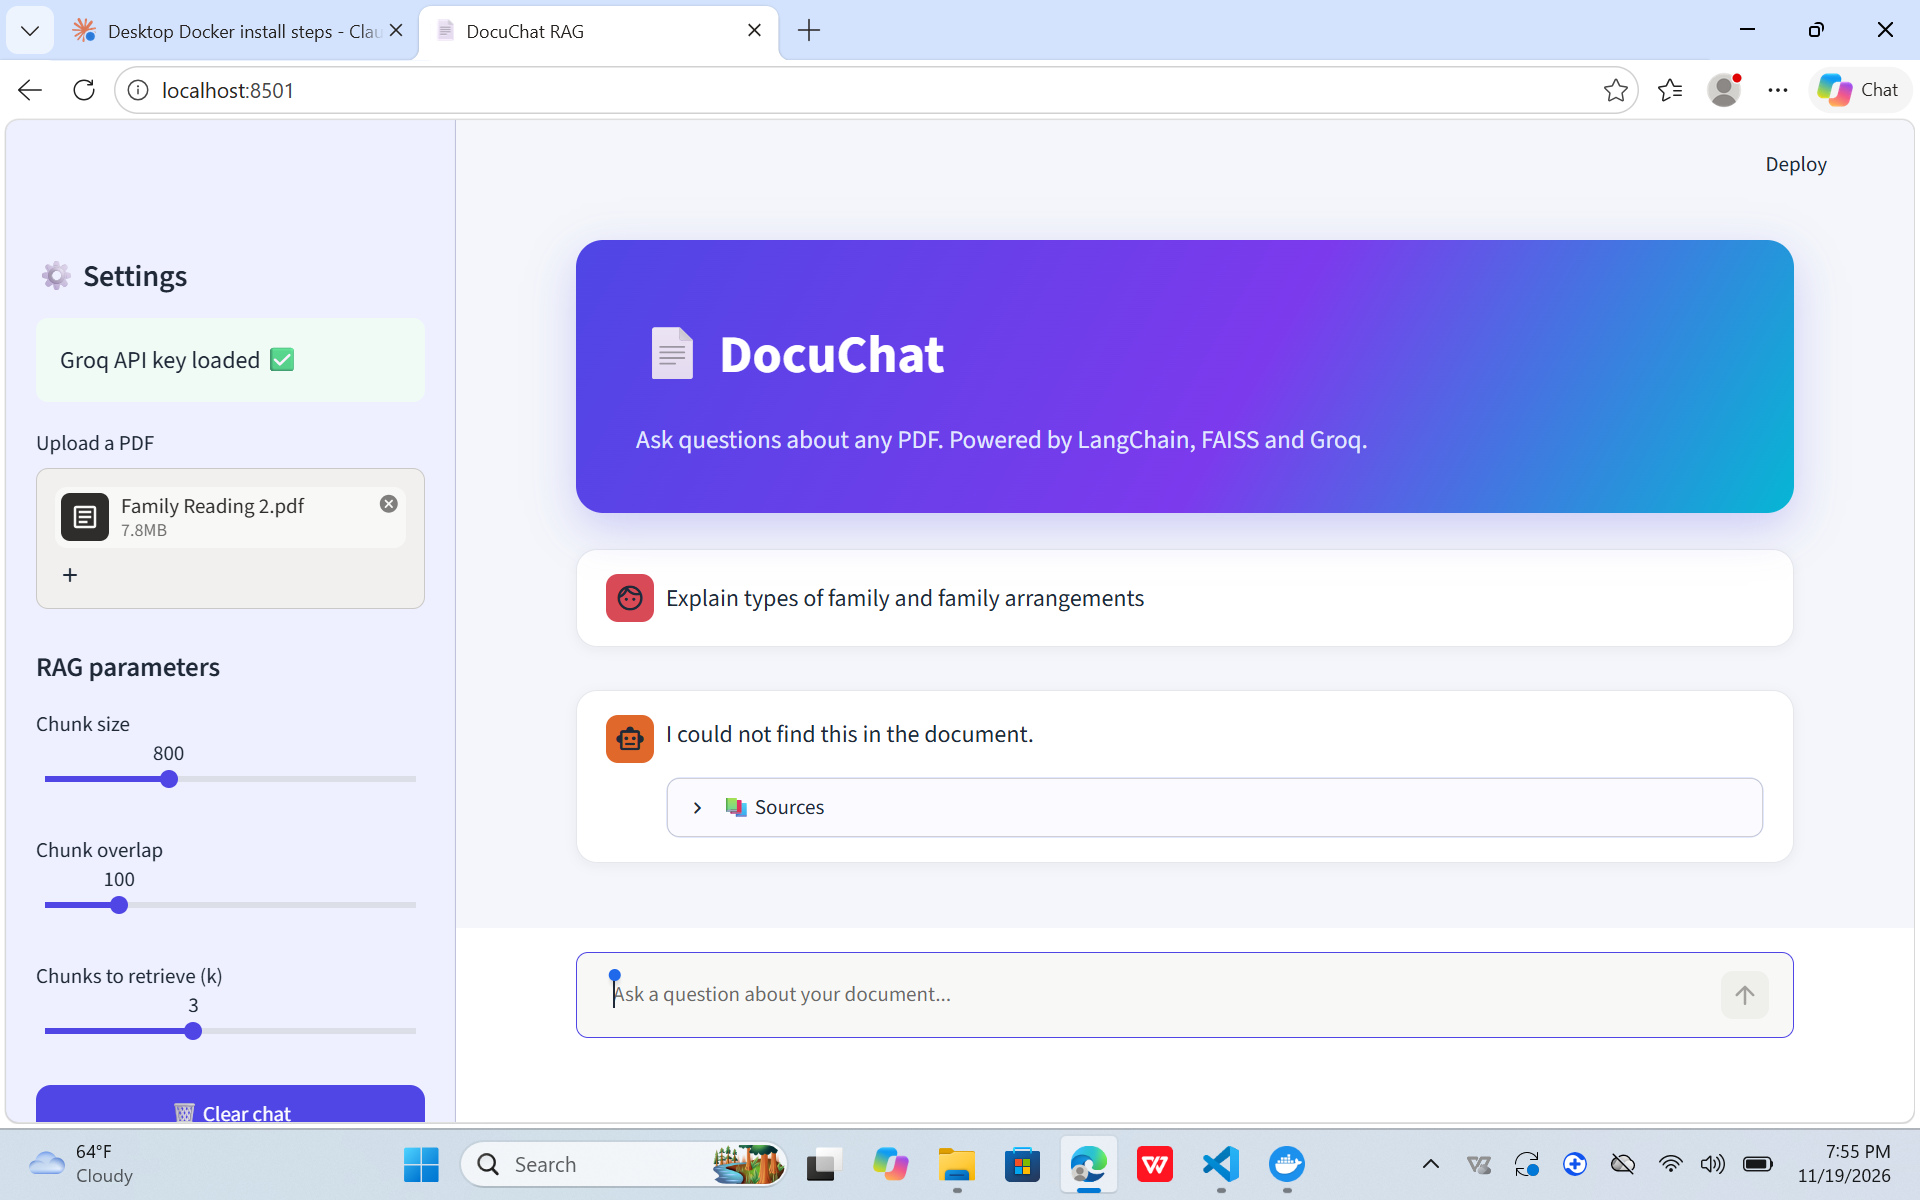 Desktop Docker install steps - Clau
DocuChat RAG
localhost:8501
Chat
Deploy
Settings
Groq API key loaded
Upload a PDF
Family Reading 2.pdf
7.8MB
RAG parameters
Chunk size
800
Chunk overlap
100
Chunks to retrieve (k)
3
Clear chat
DocuChat
Ask questions about any PDF. Powered by LangChain, FAISS and Groq.
Explain types of family and family arrangements
I could not find this in the document.
Sources
Ask a question about your document...
64°F
Cloudy
Search
7:55 PM
11/19/2026